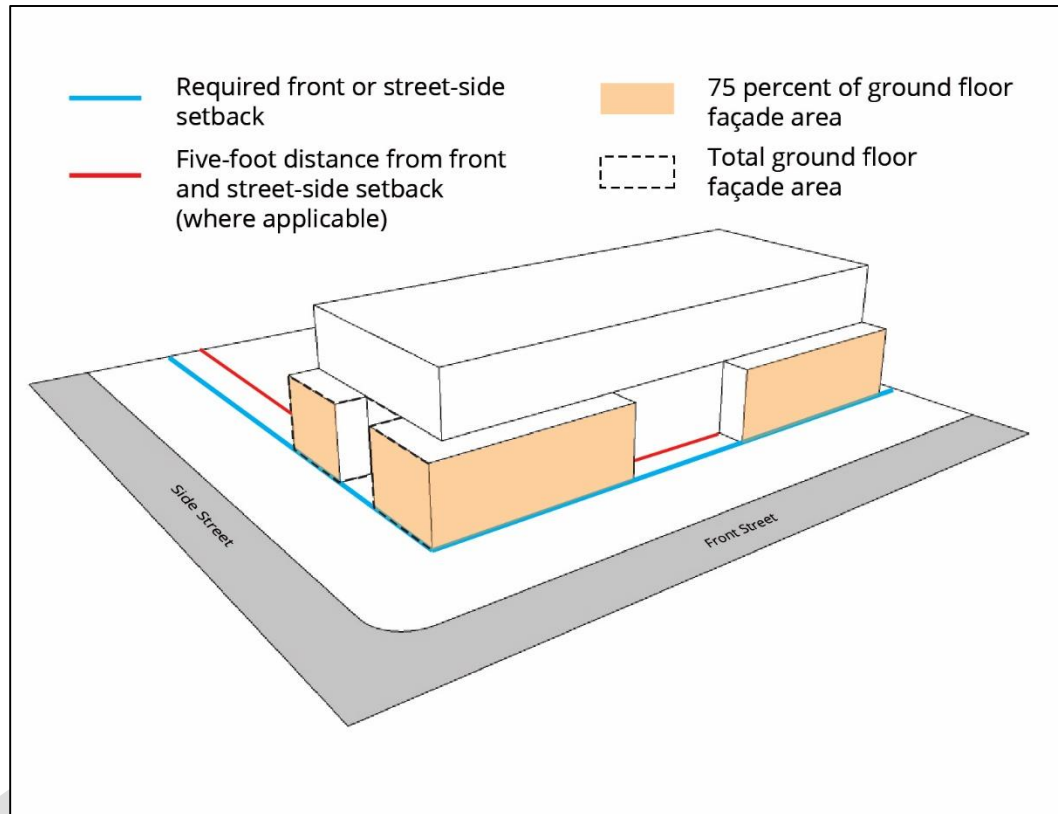 Required front or street-side
setback
Five-foot distance from front
and street-side setback
(where applicable)
75 percent of ground floor
façade area
Total ground floor
façade area
Side Street
Front Street